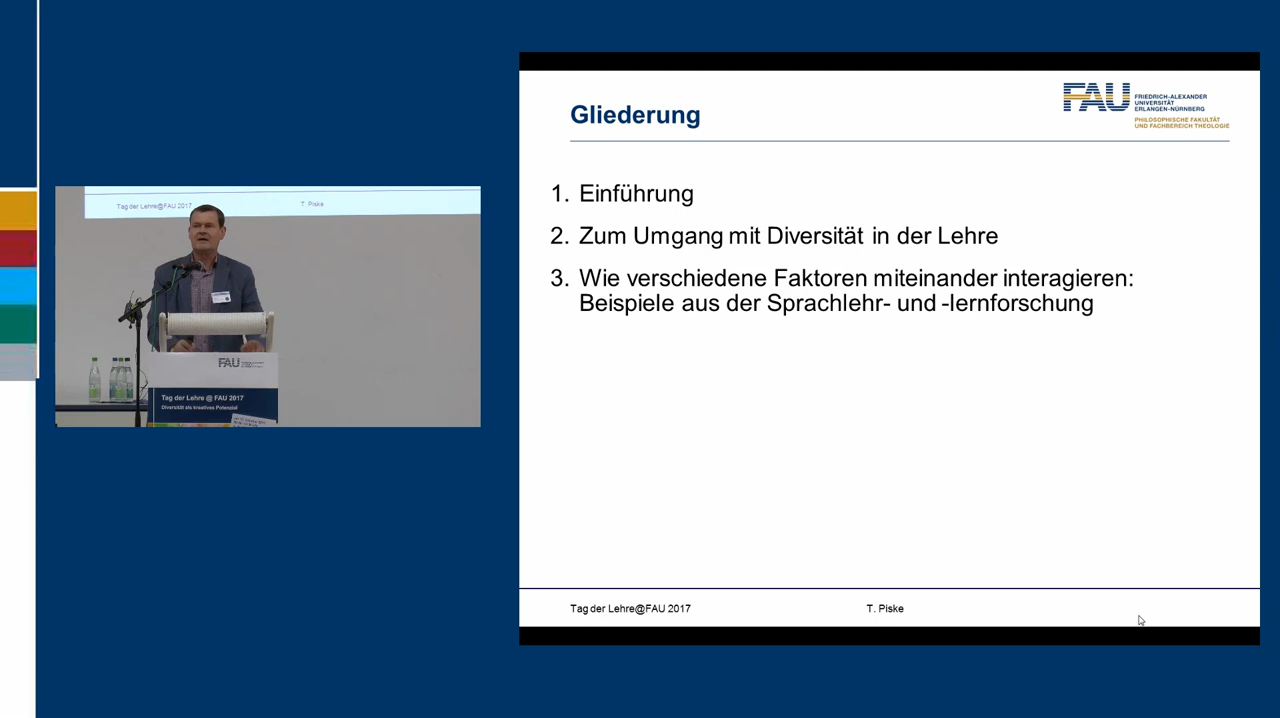 Gliederung
FAU
FRIEDRICH-ALEXANDER
UNIVERSITÄT
ERLANGEN-NÜRNBERG
PHILOSOPHISCHE FAKULTÄT
UND FACHBEREICH THEOLOGIE
1. Einführung
2. Zum Umgang mit Diversität in der Lehre
3. Wie verschiedene Faktoren miteinander interagieren:
Beispiele aus der Sprachlehr- und -lernforschung
Tag der Lehre@FAU 2017
T. Piske
Tag der Lehre@FAU 2017
T. Piske
FAU
Tag der Lehre @ FAU 2017
Diversität als kreatives Potenzial